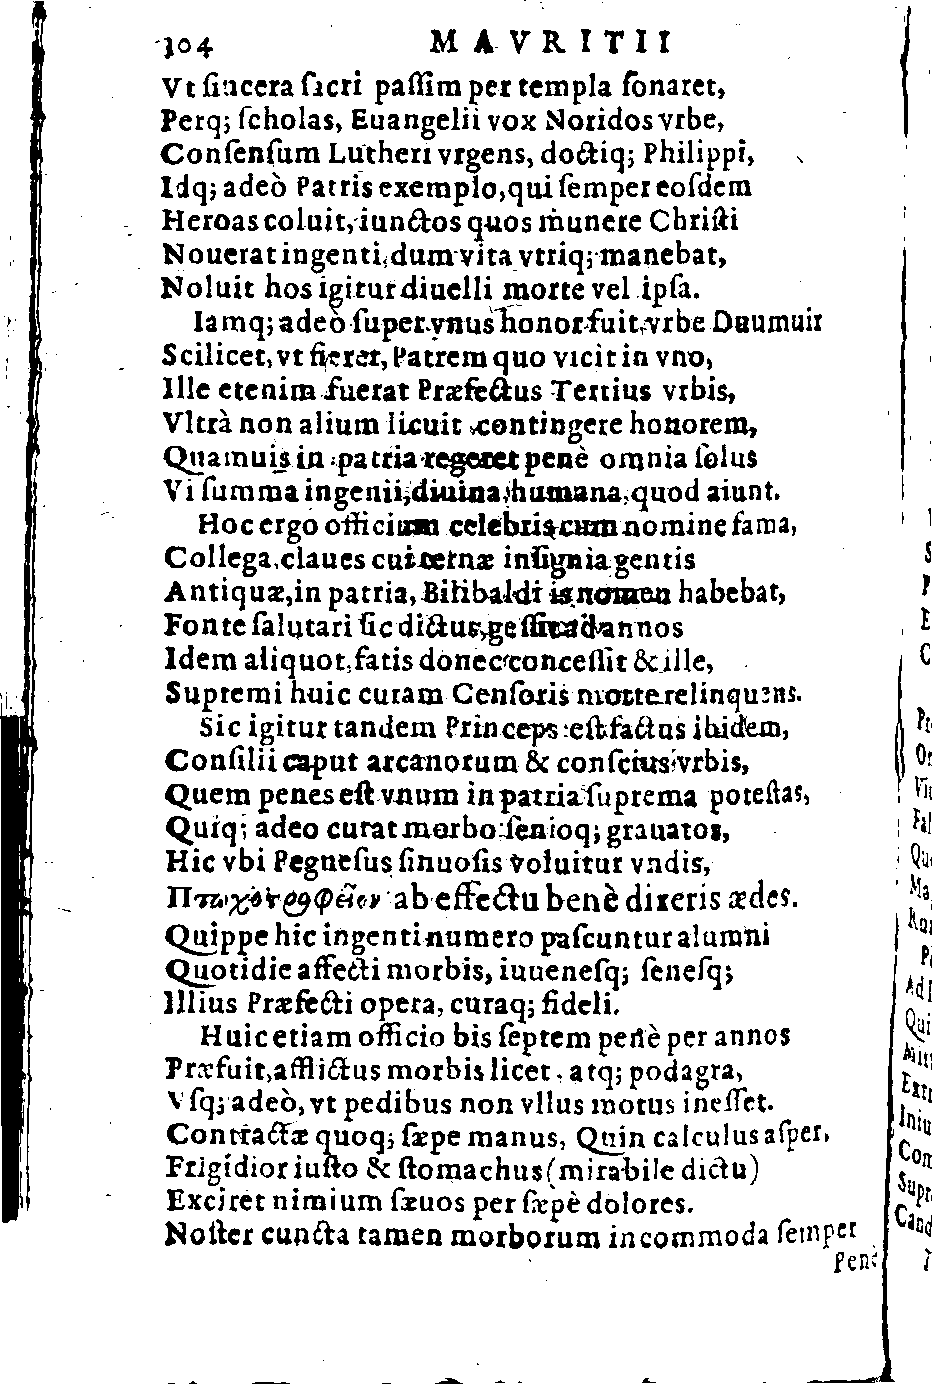 104 MAVRITII
Vt ſincera ſacri paſſim per templa ſonaret,
Perq; ſcholas, Euangelii vox Noridos vrbe,
Conſenſum Lutheri vrgens, doctiq; Philippi,
Idq; adeò Patris exemplo, qui ſemper eoſdem
Heroas coluit, iunctos quos munere Chriſti
Nouerat ingenti, dum vita vtriq; manebat,
Noluit hos igitur diuelli morte vel ipſa.
Iamq; adeò ſuper vnus honor fuit, vrbe Duumuir
Scilicet, vt fieret, Patrem quo vicit in vno,
Ille etenim fuerat Præfectus Tertius vrbis,
Vltrà non alium licuit contingere honorem,
Quamuis in patria regeret penè omnia ſolus
Vi ſumma ingenii, diuina, humana, quod aiunt.
Hoc ergo officium celebris cum nomine fama,
Collega, claues cui ternæ inſignia gentis
Antiquæ, in patria, Bilibaldi is nomen habebat,
Fonte ſalutari ſic dictus, geſſit ad annos
Idem aliquot, fatis donec conceſſit & ille,
Supremi huic curam Cenſoris morte relinquens.
Sic igitur tandem Princeps eſt factus ibidem,
Conſilii caput arcanorum & conſcius vrbis,
Quem penes eſt vnum in patria ſuprema poteſtas,
Quiq; adeo curat morbo ſenioq; grauatos,
Hic vbi Pegneſus ſinuoſis voluitur vndis,
Πτωχοτροφεῖον ab effectu benè dixeris ædes.
Quippe hic ingenti numero paſcuntur alumni
Quotidie affecti morbis, iuueneſq; ſeneſq;
Illius Præfecti opera, curaq; fideli.
Huic etiam officio bis ſeptem penè per annos
Præfuit, afflictus morbis licet, atq; podagra,
Vſq; adeò, vt pedibus non vllus motus ineſſet.
Contractæ quoq; ſæpe manus, Quin calculus aſper,
Frigidior iuſto & ſtomachus (mirabile dictu)
Exciret nimium ſæuos per ſæpè dolores.
Noſter cuncta tamen morborum incommoda ſemper
Penè